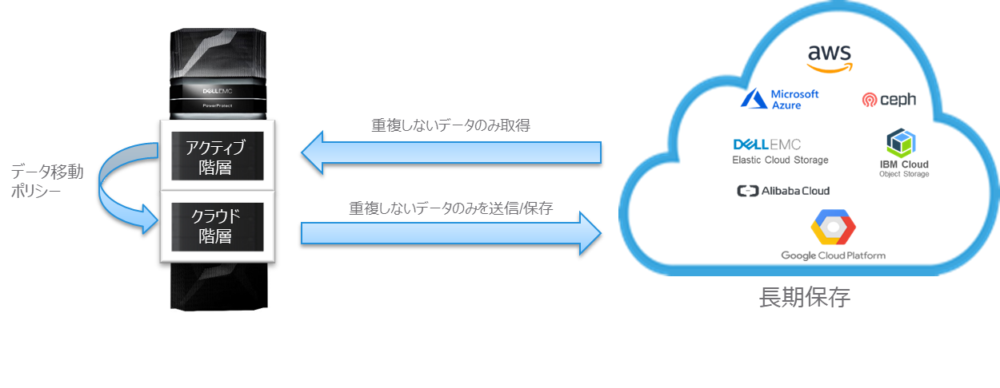 DELLEMC
PowerProtect
アクティブ
階層
データ移動
ポリシー
クラウド
階層
重複しないデータのみ取得
重複しないデータのみを送信/保存
aws
Microsoft
Azure
ceph
DELLEMC
Elastic Cloud Storage
IBM Cloud
Object Storage
Alibaba Cloud
Google Cloud Platform
長期保存